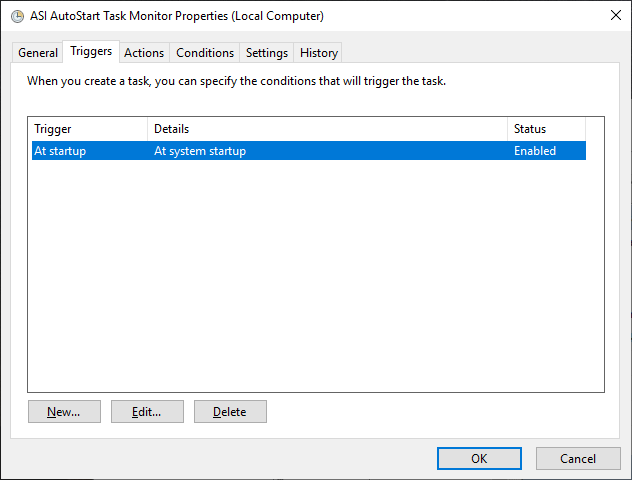 ASI AutoStart Task Monitor Properties (Local Computer)
General Triggers Actions Conditions Settings History
When you create a task, you can specify the conditions that will trigger the task.
Trigger Details Status
At startup At system startup Enabled
New... Edit... Delete
OK Cancel